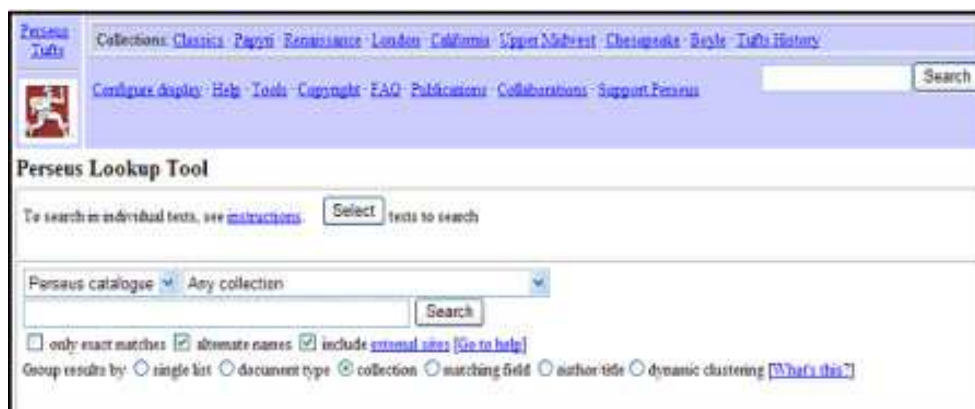 Perseus
Tufts
Collections: Classics · Papyri · Renaissance · London · California · Upper Midwest · Chesapeake · Boyle · Tufts History
Search
Configure display · Help · Tools · Copyright · FAQ · Publications · Collaborations · Support Perseus
Perseus Lookup Tool
To search in individual texts, see instructions. Select texts to search
Perseus catalogue Any collection
Search
only exact matches alternate names include external sites [Go to help]
Group results by: single list document type collection matching field author/title dynamic clustering [What's this?]